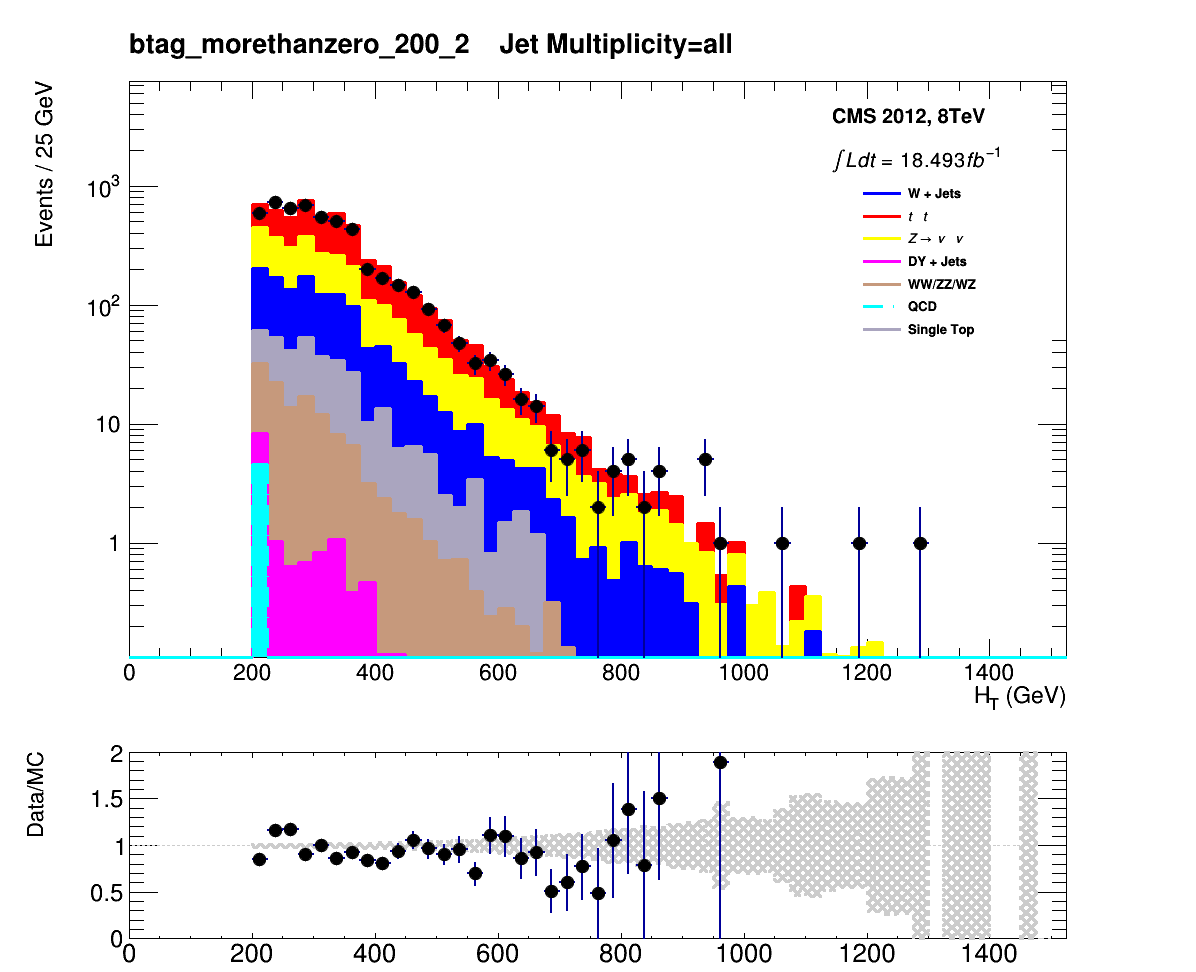 btag_morethanzero_200_2 Jet Multiplicity=all
Events / 25 GeV
CMS 2012, 8TeV
∫Ldt = 18.493fb⁻¹
W + Jets
t t
Z → ν ν
DY + Jets
WW/ZZ/WZ
QCD
Single Top
10³
10²
10
1
0 200 400 600 800 1000 1200 1400
H_T (GeV)
Data/MC
2
1.5
1
0.5
0
0 200 400 600 800 1000 1200 1400